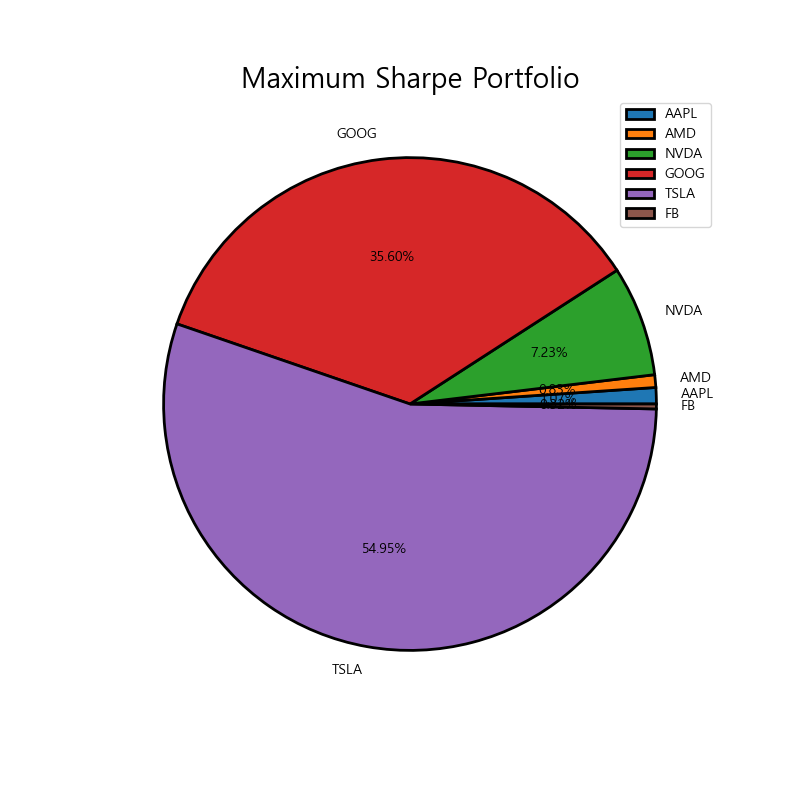 Maximum Sharpe Portfolio
AAPL
AMD
NVDA
GOOG
TSLA
FB
GOOG
35.60%
NVDA
7.23%
AMD
AAPL
FB
54.95%
TSLA